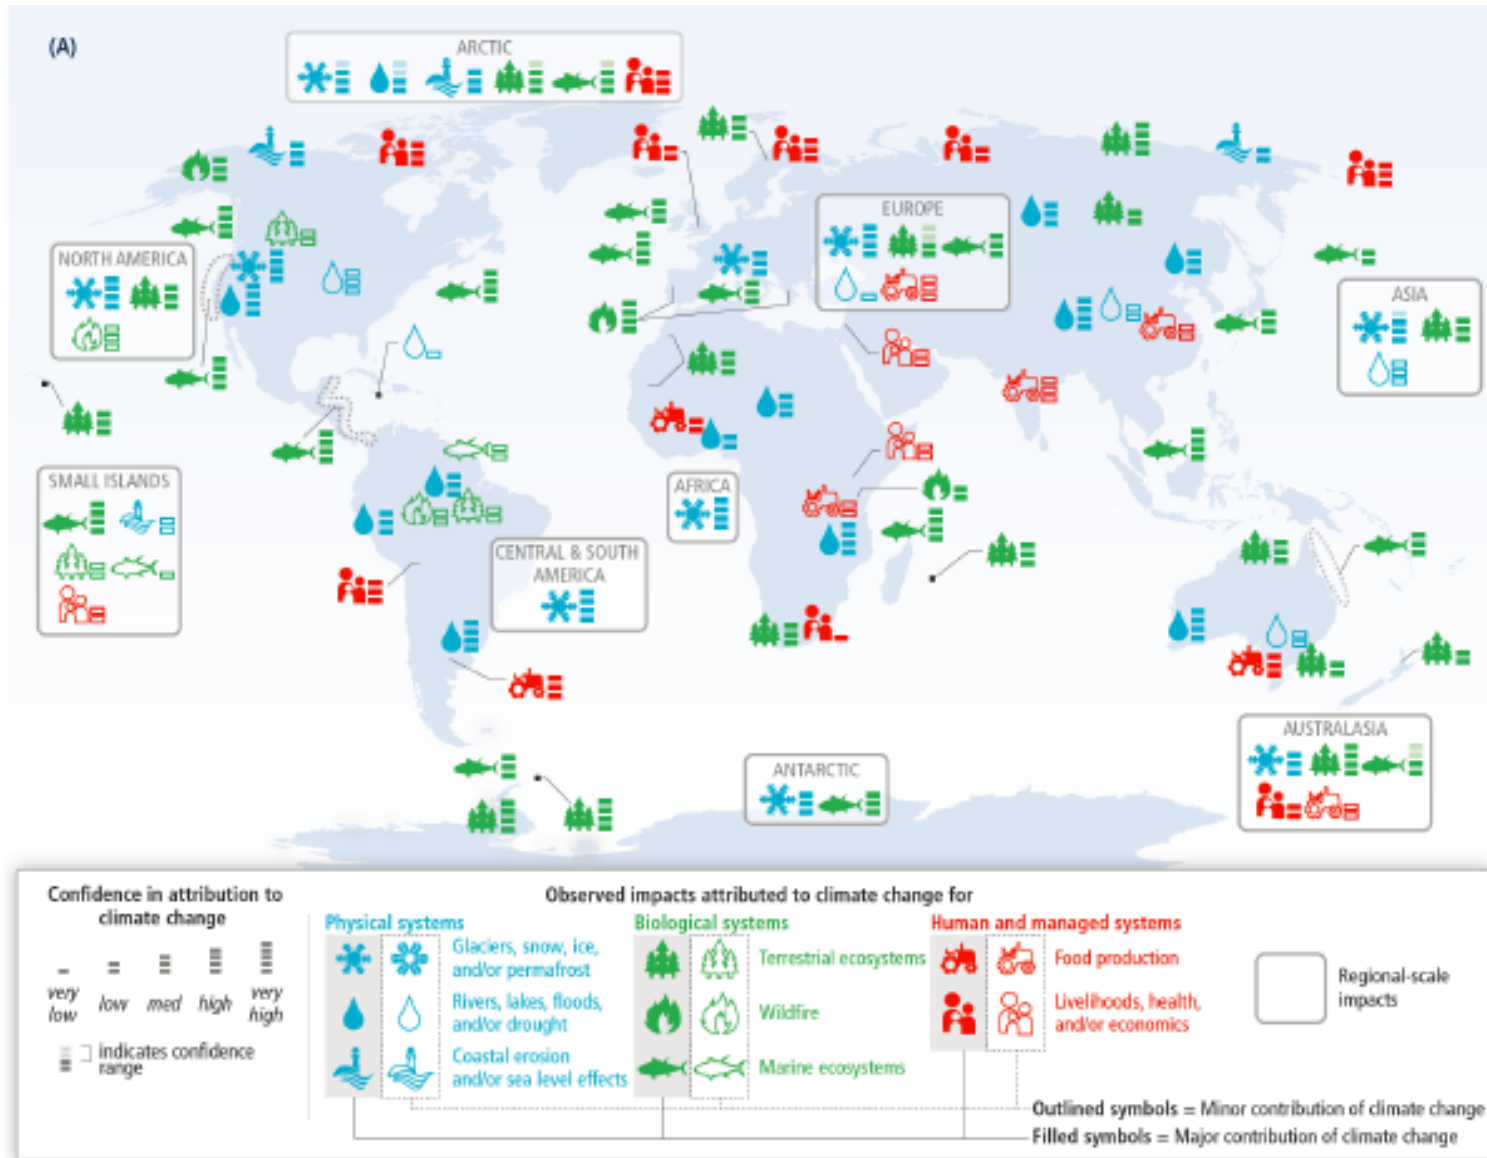 (A)
ARCTIC
EUROPE
NORTH AMERICA
ASIA
SMALL ISLANDS
AFRICA
CENTRAL & SOUTH
AMERICA
AUSTRALASIA
ANTARCTIC
Confidence in attribution to
climate change
very
low
low
med
high
very
high
indicates confidence
range
Observed impacts attributed to climate change for
Physical systems
Glaciers, snow, ice,
and/or permafrost
Rivers, lakes, floods,
and/or drought
Coastal erosion
and/or sea level effects
Biological systems
Terrestrial ecosystems
Wildfire
Marine ecosystems
Human and managed systems
Food production
Livelihoods, health,
and/or economics
Regional-scale
impacts
Outlined symbols = Minor contribution of climate change
Filled symbols = Major contribution of climate change